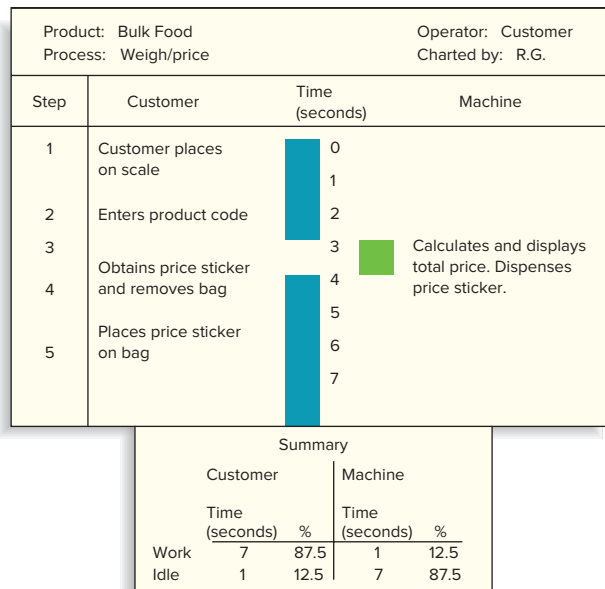 Product: Bulk Food Operator: Customer
Process: Weigh/price Charted by: R.G.
Step Customer Time (seconds) Machine
1 Customer places on scale 0
1
2 Enters product code 2
3 3 Calculates and displays total price. Dispenses price sticker.
4 Obtains price sticker and removes bag 4
5
5 Places price sticker on bag 6
7
Summary
Customer Machine
Time (seconds) % Time (seconds) %
Work 7 87.5 1 12.5
Idle 1 12.5 7 87.5